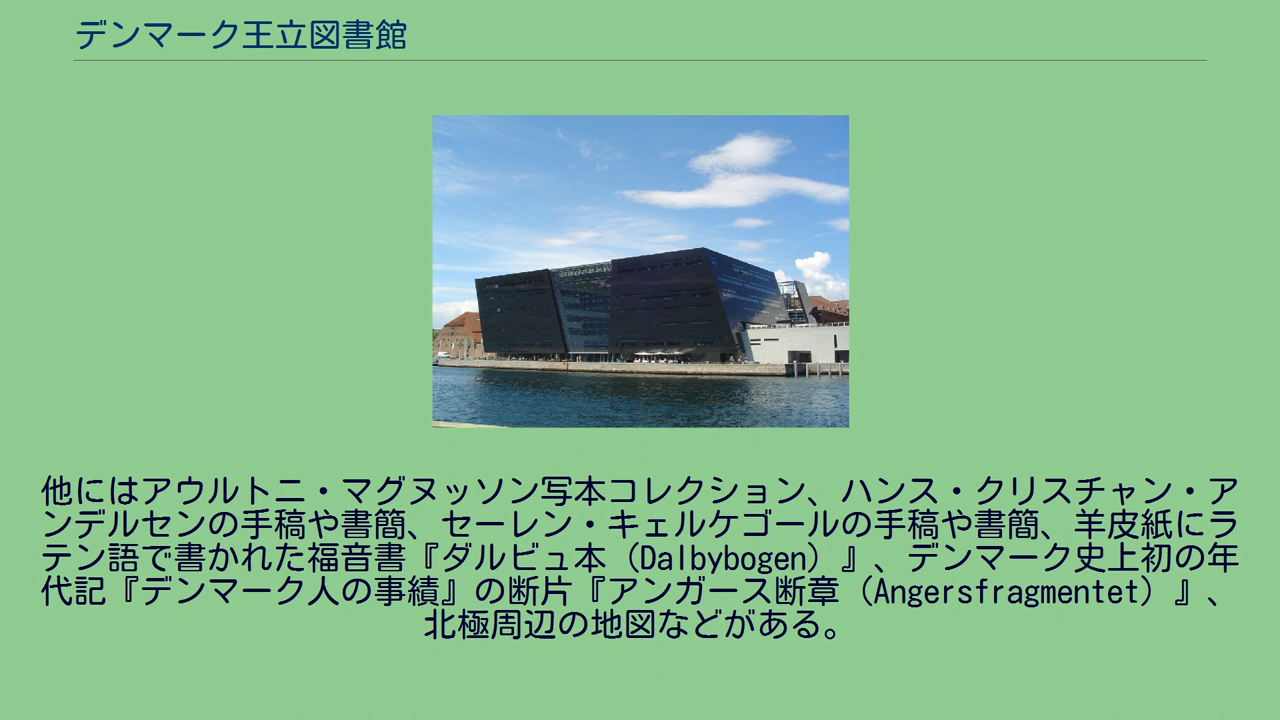 デンマーク王立図書館
他にはアウルトニ・マグヌッソン写本コレクション、ハンス・クリスチャン・ア
ンデルセンの手稿や書簡、セーレン・キェルケゴールの手稿や書簡、羊皮紙にラ
テン語で書かれた福音書『ダルビュ本（Dalbybogen）』、デンマーク史上初の年
代記『デンマーク人の事績』の断片『アンガース断章（Angersfragmentet）』、
北極周辺の地図などがある。